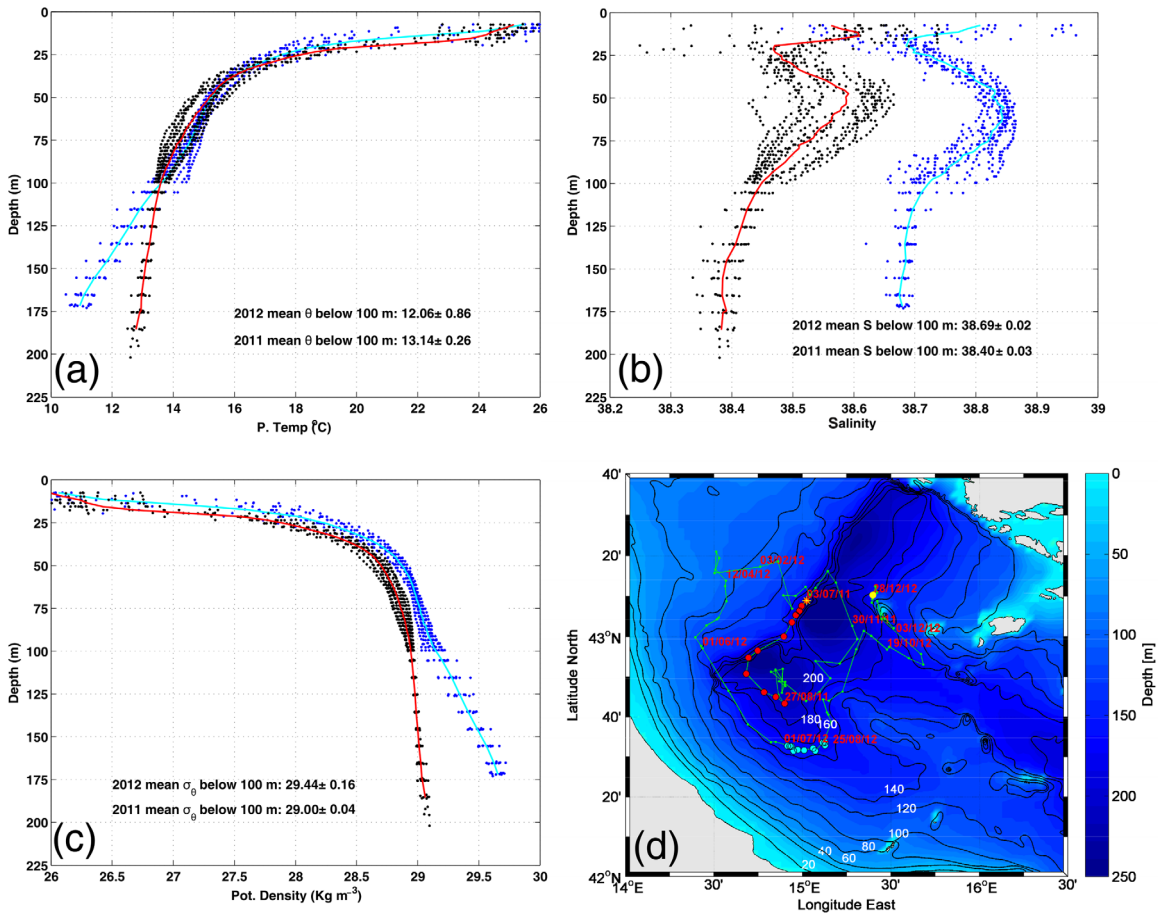 0
25
50
75
100
125
150
175
200
225
Depth (m)
10 12 14 16 18 20 22 24 26
P. Temp (°C)
2012 mean θ below 100 m: 12.06± 0.86
2011 mean θ below 100 m: 13.14± 0.26
(a)
0
25
50
75
100
125
150
175
200
225
Depth (m)
38.2 38.3 38.4 38.5 38.6 38.7 38.8 38.9 39
Salinity
2012 mean S below 100 m: 38.69± 0.02
2011 mean S below 100 m: 38.40± 0.03
(b)
0
25
50
75
100
125
150
175
200
225
Depth (m)
26 26.5 27 27.5 28 28.5 29 29.5 30
Pot. Density (Kg m⁻³)
2012 mean σθ below 100 m: 29.44± 0.16
2011 mean σθ below 100 m: 29.00± 0.04
(c)
40'
20'
43°N
40'
20'
42°N
Latitude North
14°E 30' 15°E 30' 16°E 30'
Longitude East
03/07/11
28/12/12
30/11/11
03/12/12
19/10/12
01/06/12
27/06/11
25/08/12
200
180
160
140
120
100
80
60
40
20
(d)
0
50
100
150
200
250
Depth [m]